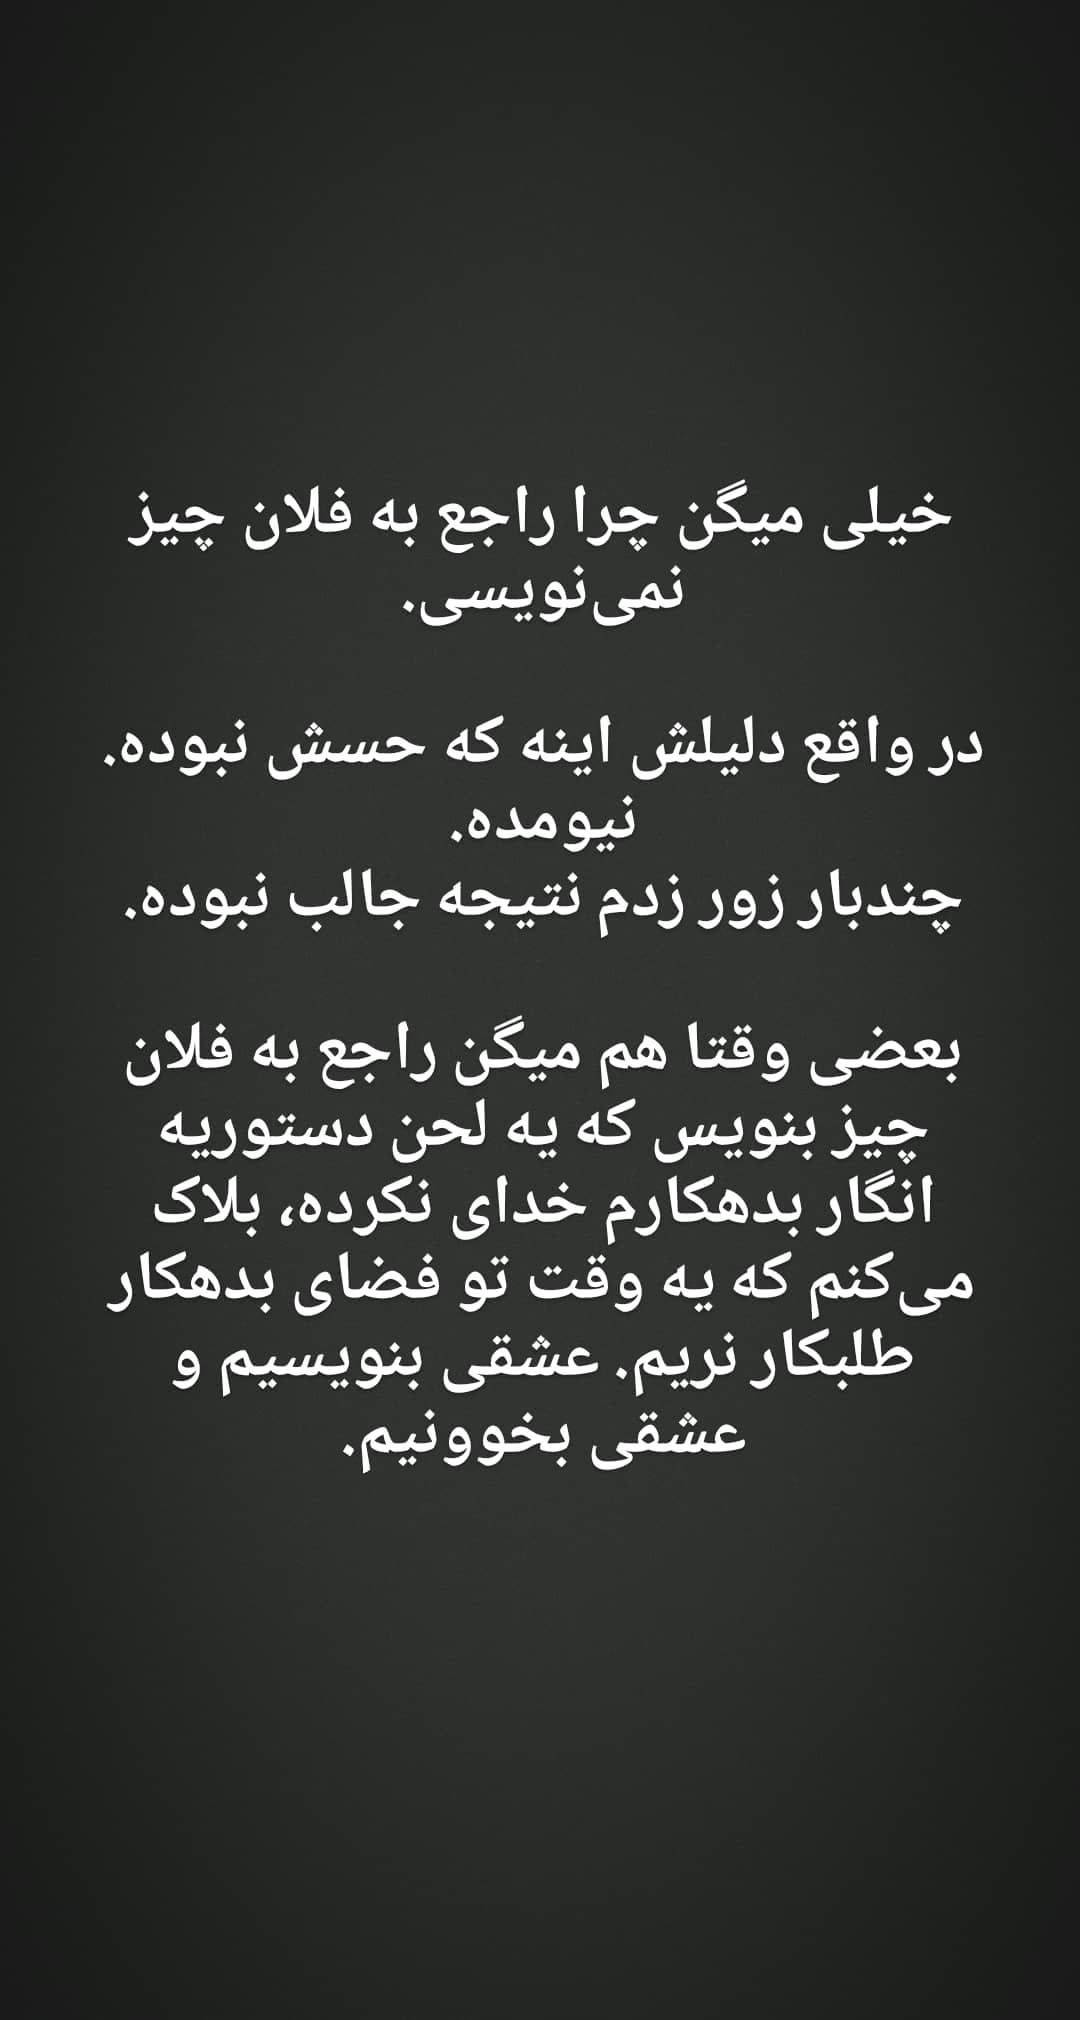 خیلی میگن چرا راجع به فلان چیز
نمی‌نویسی.
در واقع دلیلش اینه که حسش نبوده.
نیومده.
چندبار زور زدم نتیجه جالب نبوده.
بعضی وقتا هم میگن راجع به فلان
چیز بنویس که یه لحن دستوریه
انگار بدهکارم خدای نکرده، بلاک
می‌کنم که یه وقت تو فضای بدهکار
طلبکار نریم. عشقی بنویسیم و
عشقی بخوونیم.